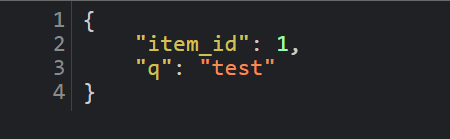 1 {
2     "item_id": 1,
3     "q": "test"
4 }